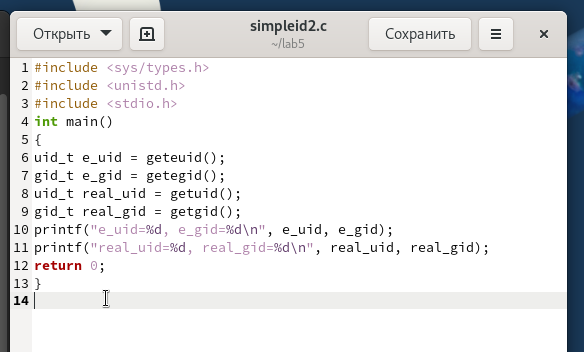 Открыть
simpleid2.c
~/lab5
Сохранить
1 #include <sys/types.h>
2 #include <unistd.h>
3 #include <stdio.h>
4 int main()
5 {
6 uid_t e_uid = geteuid();
7 gid_t e_gid = getegid();
8 uid_t real_uid = getuid();
9 gid_t real_gid = getgid();
10 printf("e_uid=%d, e_gid=%d\n", e_uid, e_gid);
11 printf("real_uid=%d, real_gid=%d\n", real_uid, real_gid);
12 return 0;
13 }
14